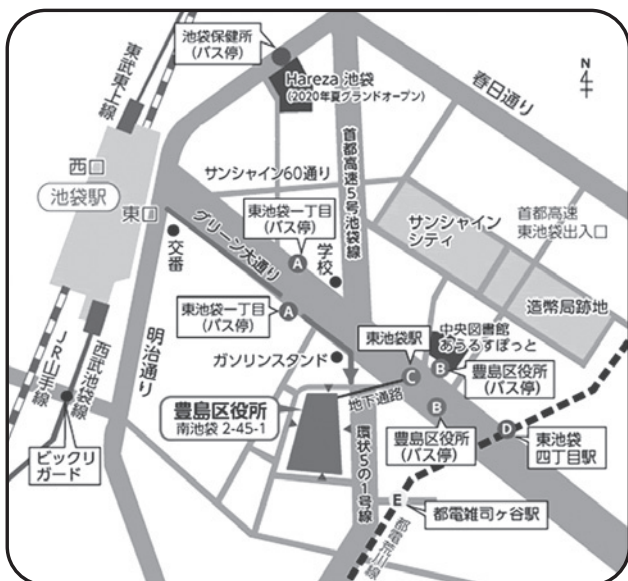 池袋保健所
(バス停)
Hareza 池袋
(2020年夏グランドオープン)
N
4
東武東上線
春日通り
首都高速5号池袋線
サンシャイン60通り
西口
池袋駅
東口
交番
グリーン大通り
東池袋一丁目
(バス停)
A
学校
サンシャイン
シティ
首都高速
東池袋出入口
造幣局跡地
東池袋一丁目
(バス停)
A
明治通り
ガソリンスタンド
東池袋駅
C
中央図書館
あうるすぽっと
B
豊島区役所
(バス停)
JR山手線
西武池袋線
豊島区役所
南池袋 2-45-1
地下通路
B
豊島区役所
(バス停)
D
東池袋
四丁目駅
ビックリ
ガード
環状5の1号線
E
都電雑司ヶ谷駅
都電荒川線